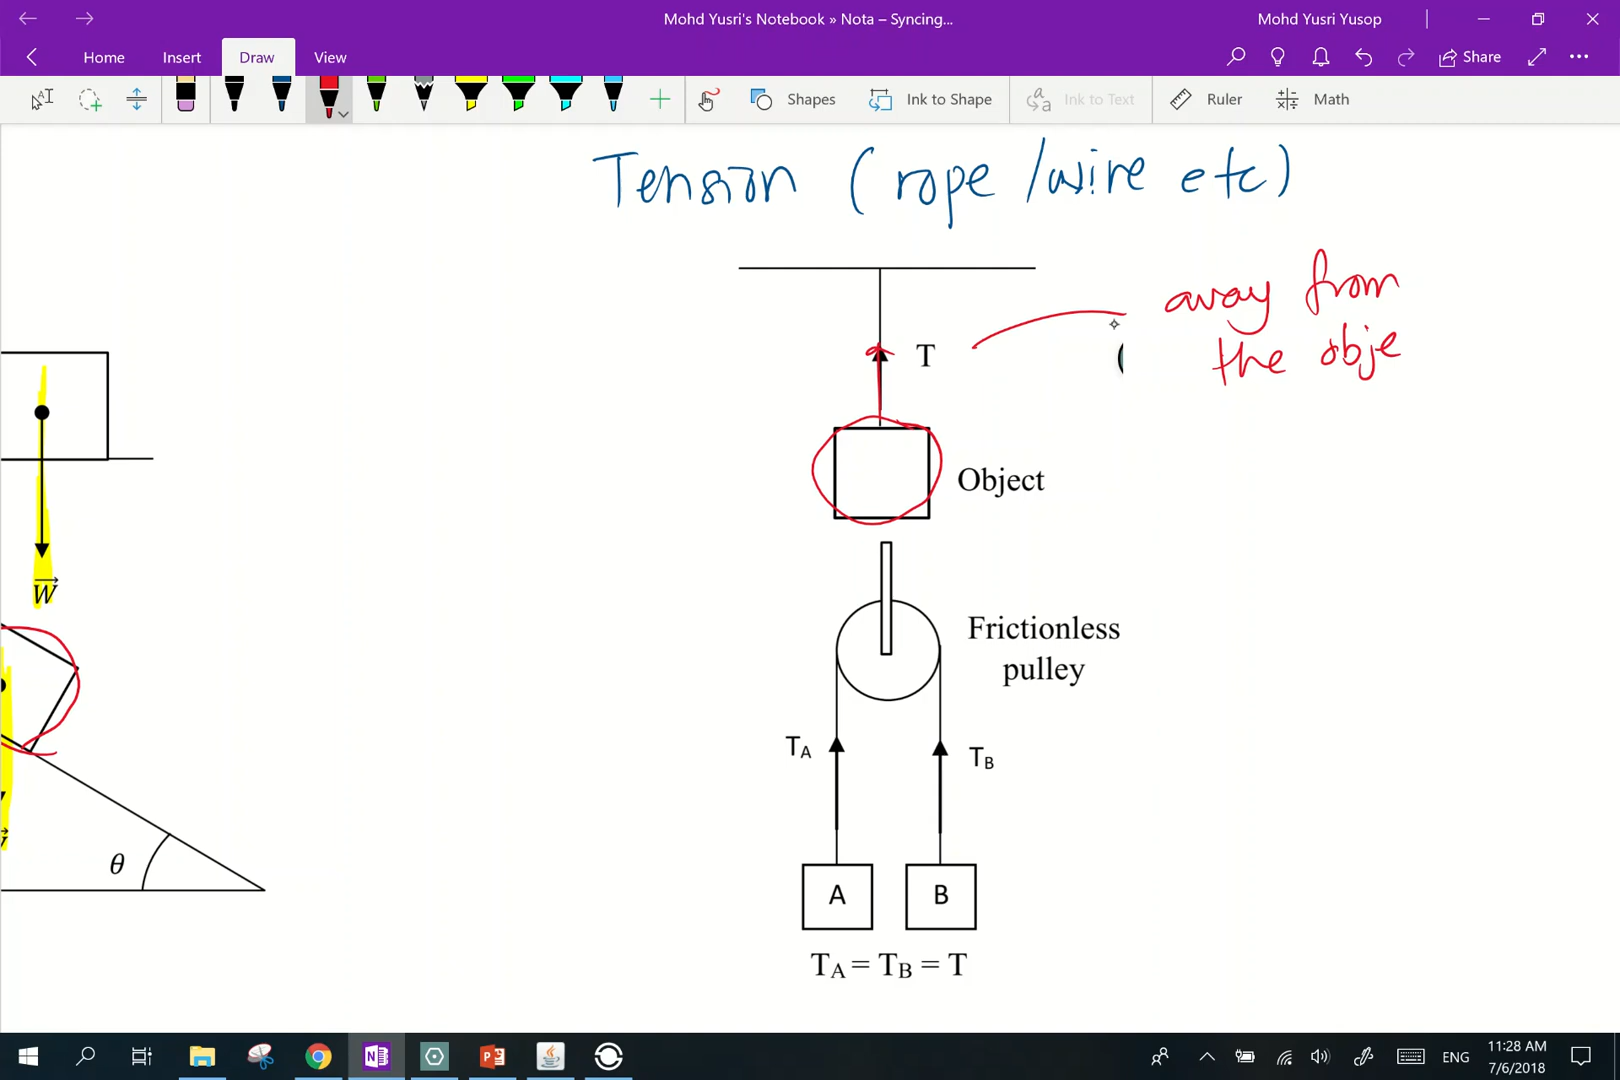 Mohd Yusri's Notebook » Nota – Syncing...
Mohd Yusri Yusop
Home
Insert
Draw
View
Share
Shapes
Ink to Shape
Ink to Text
Ruler
Math
Tension (rope/wire etc)
away from
the obje
T
Object
W
Frictionless
pulley
TA
TB
θ
A
B
TA = TB = T
ENG
11:28 AM
7/6/2018